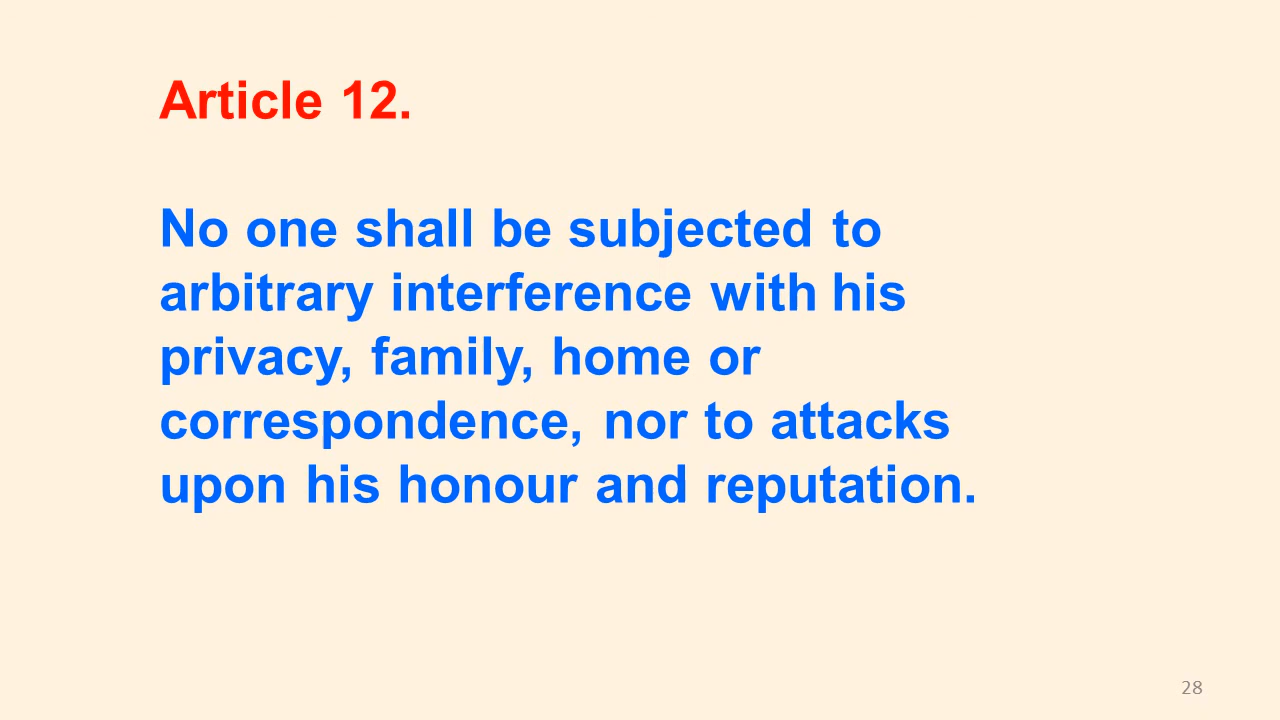 Article 12.
No one shall be subjected to
arbitrary interference with his
privacy, family, home or
correspondence, nor to attacks
upon his honour and reputation.
28